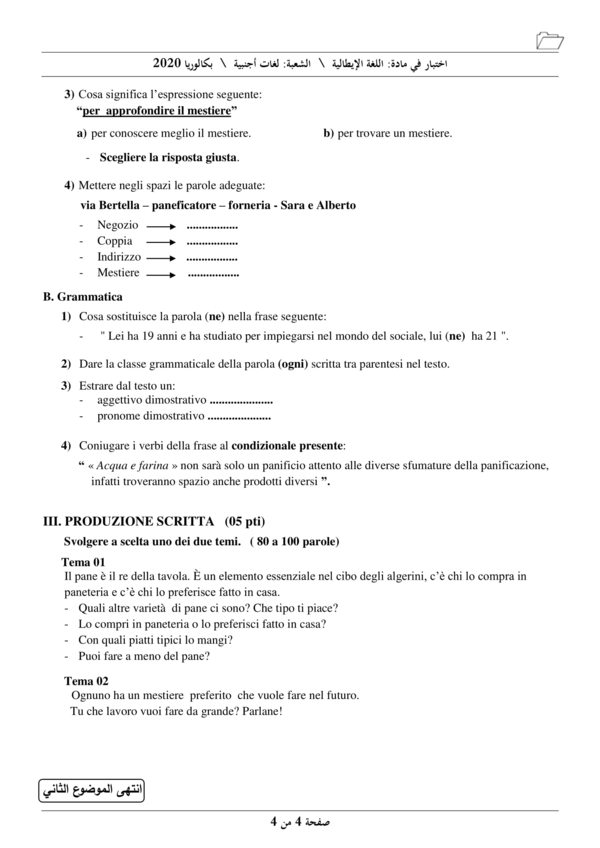 اختبار في مادة: اللغة الإيطالية \ الشعبة: لغات أجنبية \ بكالوريا 2020
3) Cosa significa l'espressione seguente:
“per approfondire il mestiere”
a) per conoscere meglio il mestiere. b) per trovare un mestiere.
- Scegliere la risposta giusta.
4) Mettere negli spazi le parole adeguate:
via Bertella – paneficatore – forneria - Sara e Alberto
- Negozio → .................
- Coppia → .................
- Indirizzo → .................
- Mestiere → .................
B. Grammatica
1) Cosa sostituisce la parola (ne) nella frase seguente:
- " Lei ha 19 anni e ha studiato per impiegarsi nel mondo del sociale, lui (ne) ha 21 ".
2) Dare la classe grammaticale della parola (ogni) scritta tra parentesi nel testo.
3) Estrare dal testo un:
- aggettivo dimostrativo .....................
- pronome dimostrativo .....................
4) Coniugare i verbi della frase al condizionale presente:
“ « Acqua e farina » non sarà solo un panificio attento alle diverse sfumature della panificazione,
infatti troveranno spazio anche prodotti diversi ”.
III. PRODUZIONE SCRITTA (05 pti)
Svolgere a scelta uno dei due temi. ( 80 a 100 parole)
Tema 01
Il pane è il re della tavola. È un elemento essenziale nel cibo degli algerini, c'è chi lo compra in
paneteria e c'è chi lo preferisce fatto in casa.
- Quali altre varietà di pane ci sono? Che tipo ti piace?
- Lo compri in paneteria o lo preferisci fatto in casa?
- Con quali piatti tipici lo mangi?
- Puoi fare a meno del pane?
Tema 02
Ognuno ha un mestiere preferito che vuole fare nel futuro.
Tu che lavoro vuoi fare da grande? Parlane!
انتهى الموضوع الثاني
صفحة 4 من 4